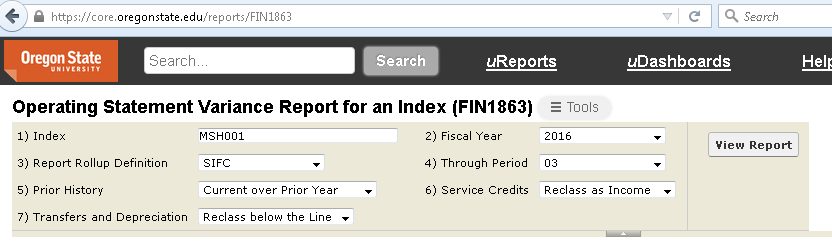 https://core.oregonstate.edu/reports/FIN1863 Search
Oregon State
UNIVERSITY
Search... Search uReports uDashboards Help
Operating Statement Variance Report for an Index (FIN1863) Tools
1) Index MSH001 2) Fiscal Year 2016 View Report
3) Report Rollup Definition SIFC 4) Through Period 03
5) Prior History Current over Prior Year 6) Service Credits Reclass as Income
7) Transfers and Depreciation Reclass below the Line